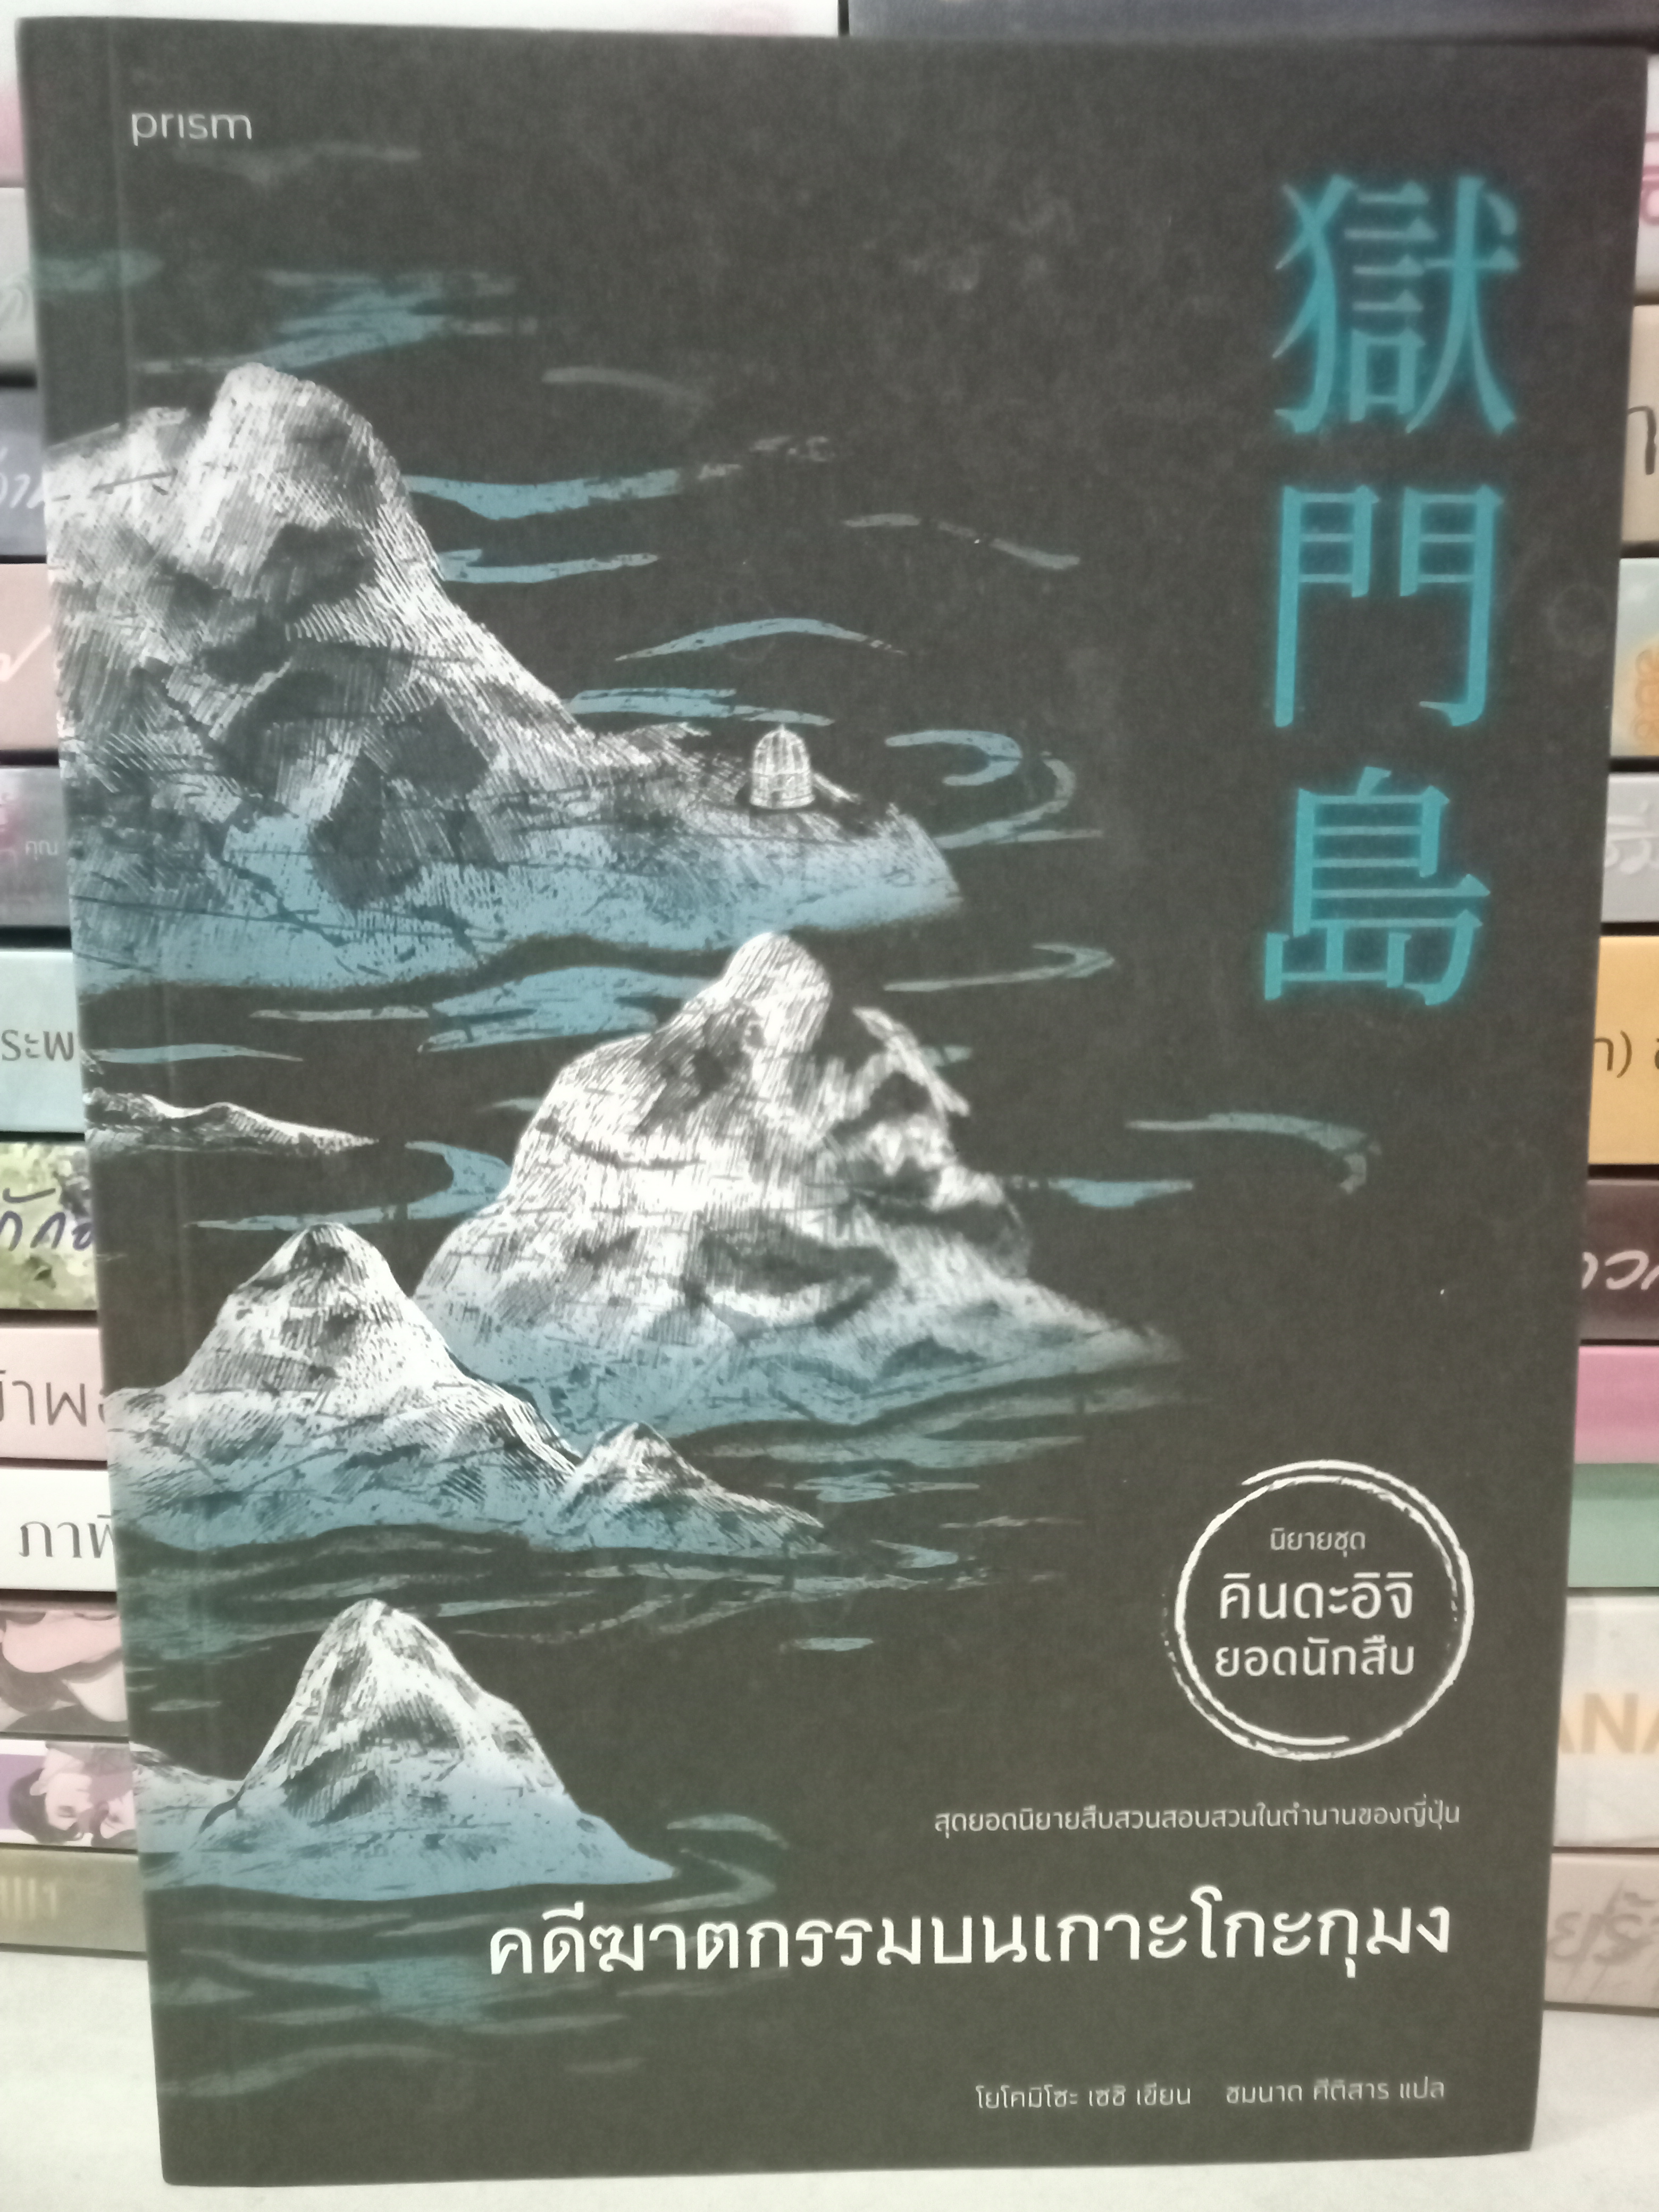 prism
獄門島
นิยายชุด
คินดะอิจิ
ยอดนักสืบ
สุดยอดนิยายสืบสวนสอบสวนในตำนานของญี่ปุ่น
คดีฆาตกรรมบนเกาะโกะกุมง
โยโคมิโซะ เซชิ เขียน ชมนาด ศีติสาร แปล
คุณ